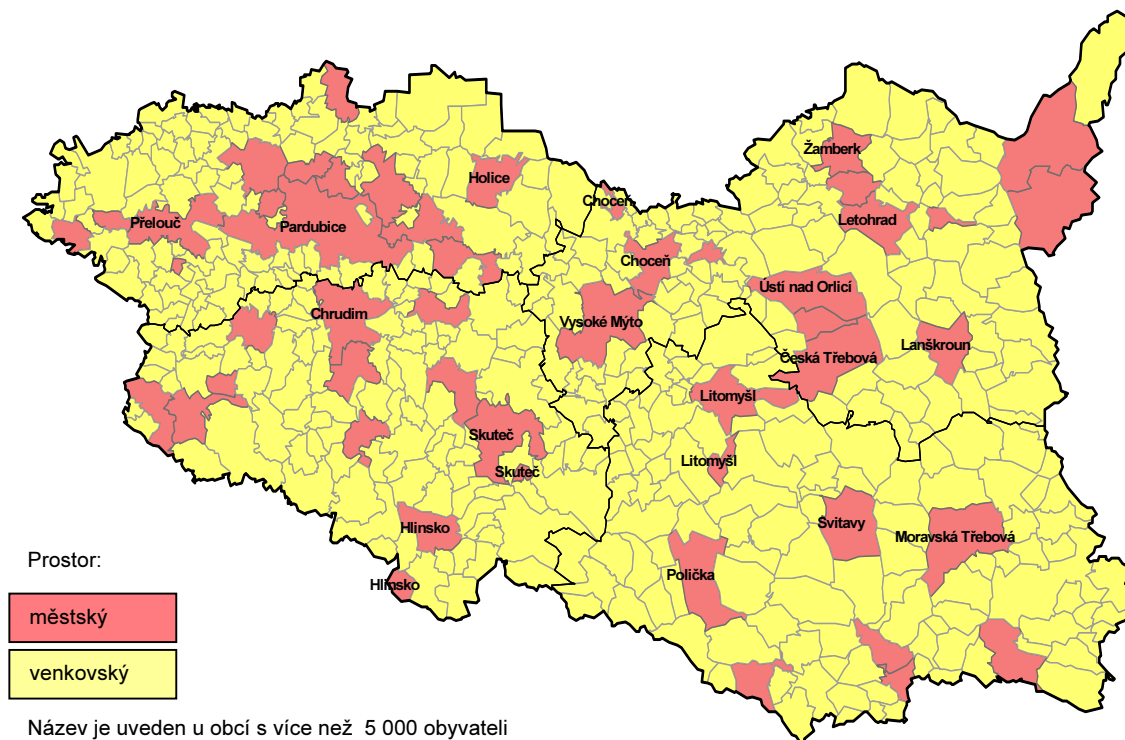 Žamberk
Holice
Choceň
Přelouč
Pardubice
Letohrad
Choceň
Ústí nad Orlicí
Chrudim
Vysoké Mýto
Lanškroun
Česká Třebová
Litomyšl
Skuteč
Litomyšl
Skuteč
Hlinsko
Svitavy
Moravská Třebová
Polička
Hlinsko
Prostor:
městský
venkovský
Název je uveden u obcí s více než 5 000 obyvateli